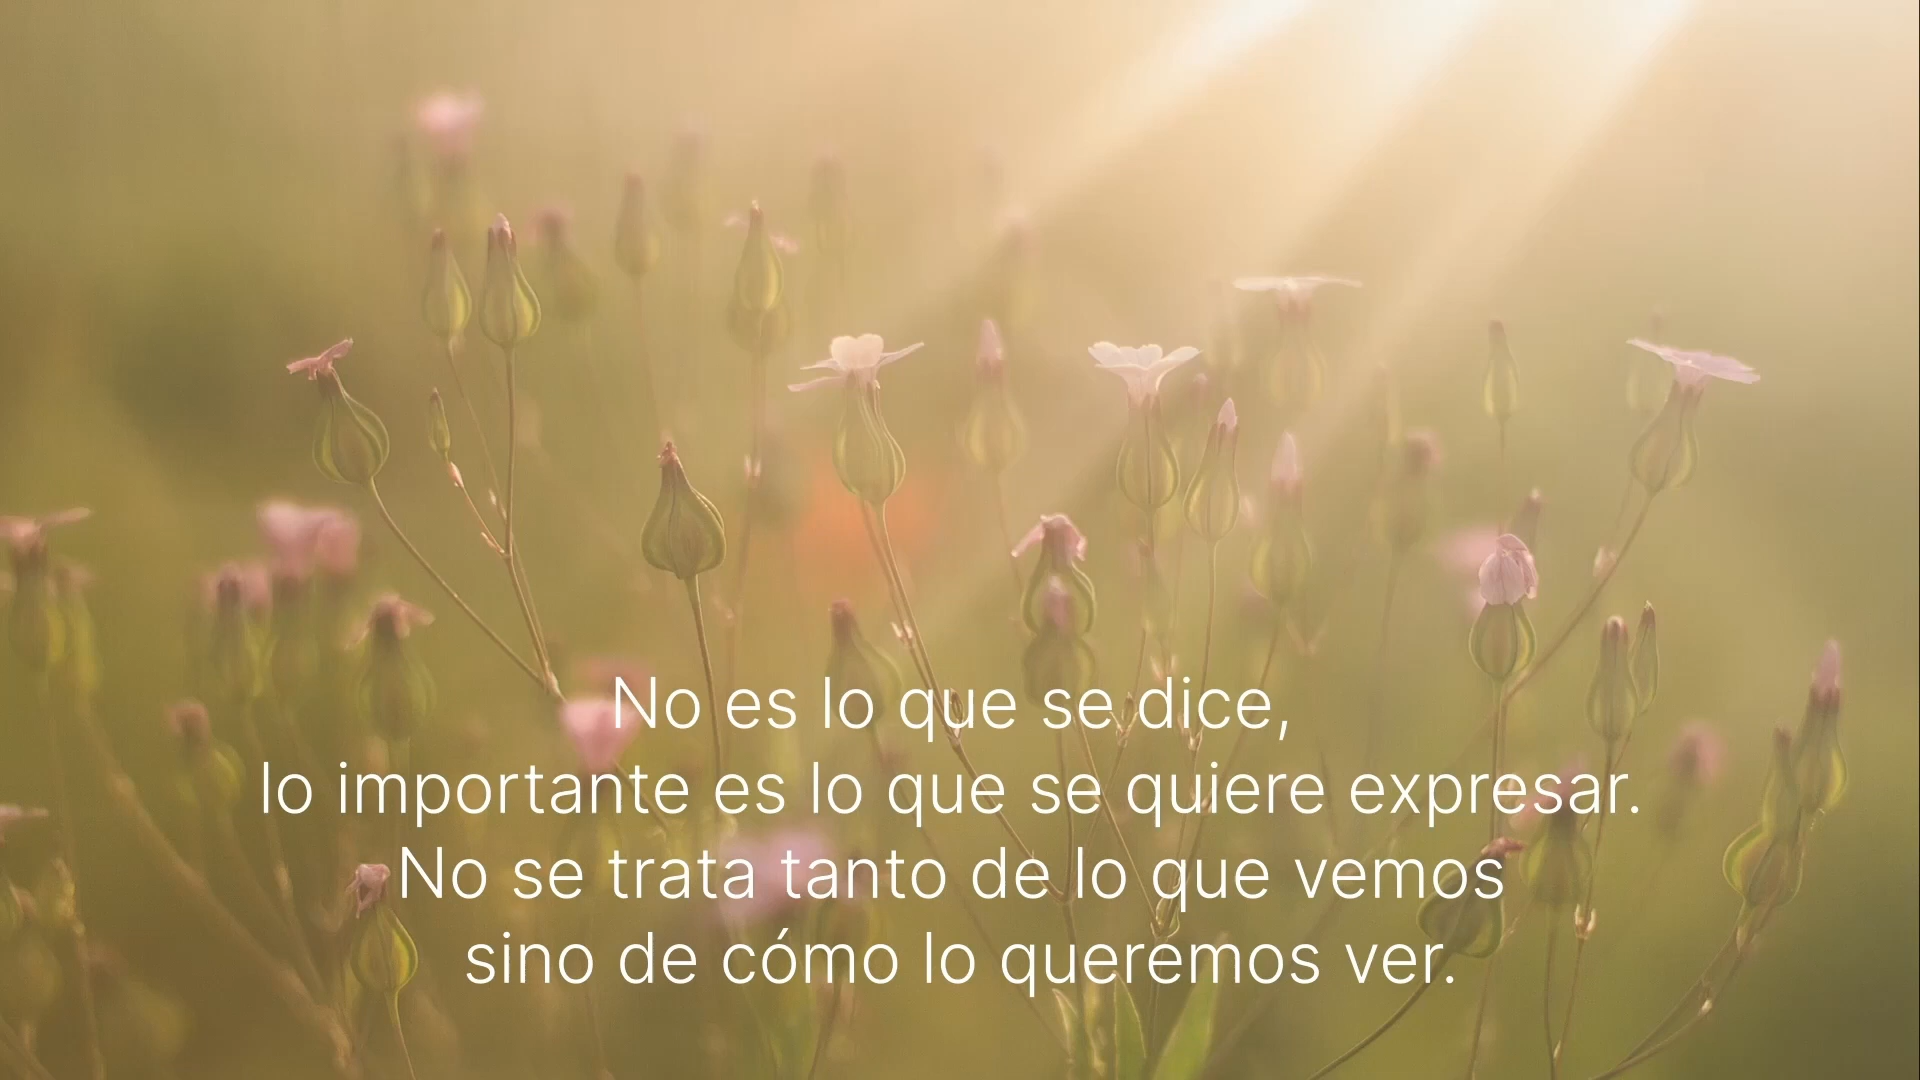 No es lo que se dice,
lo importante es lo que se quiere expresar.
No se trata tanto de lo que vemos
sino de cómo lo queremos ver.